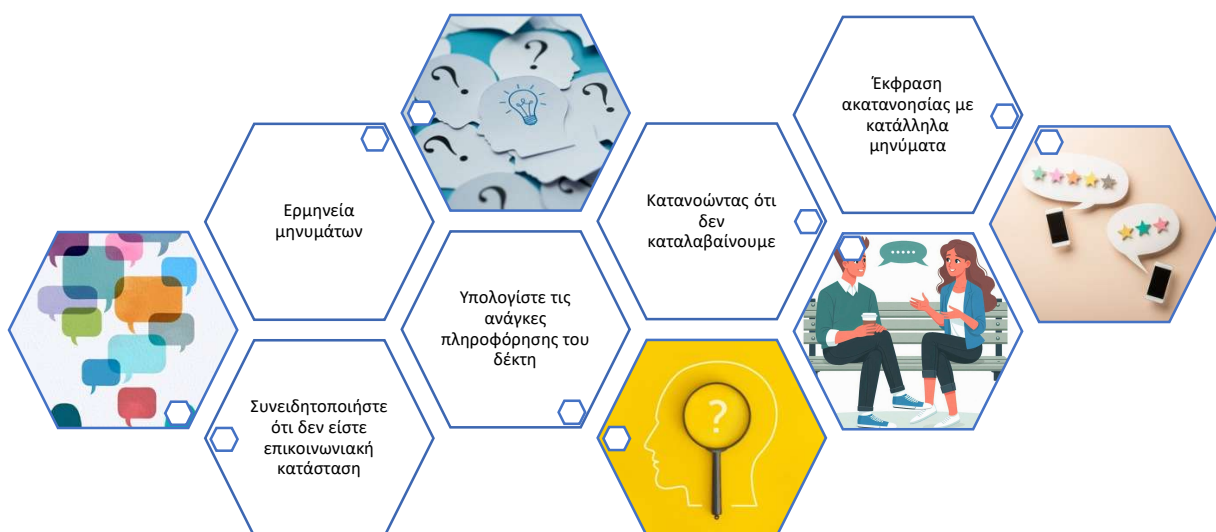 Ερμηνεία
μηνυμάτων
Συνειδητοποιήστε
ότι δεν είστε
επικοινωνιακή
κατάσταση
Υπολογίστε τις
ανάγκες
πληροφόρησης του
δέκτη
Κατανοώντας ότι
δεν
καταλαβαίνουμε
Έκφραση
ακατανοησίας με
κατάλληλα
μηνύματα
?
?
?
?
?
?
?